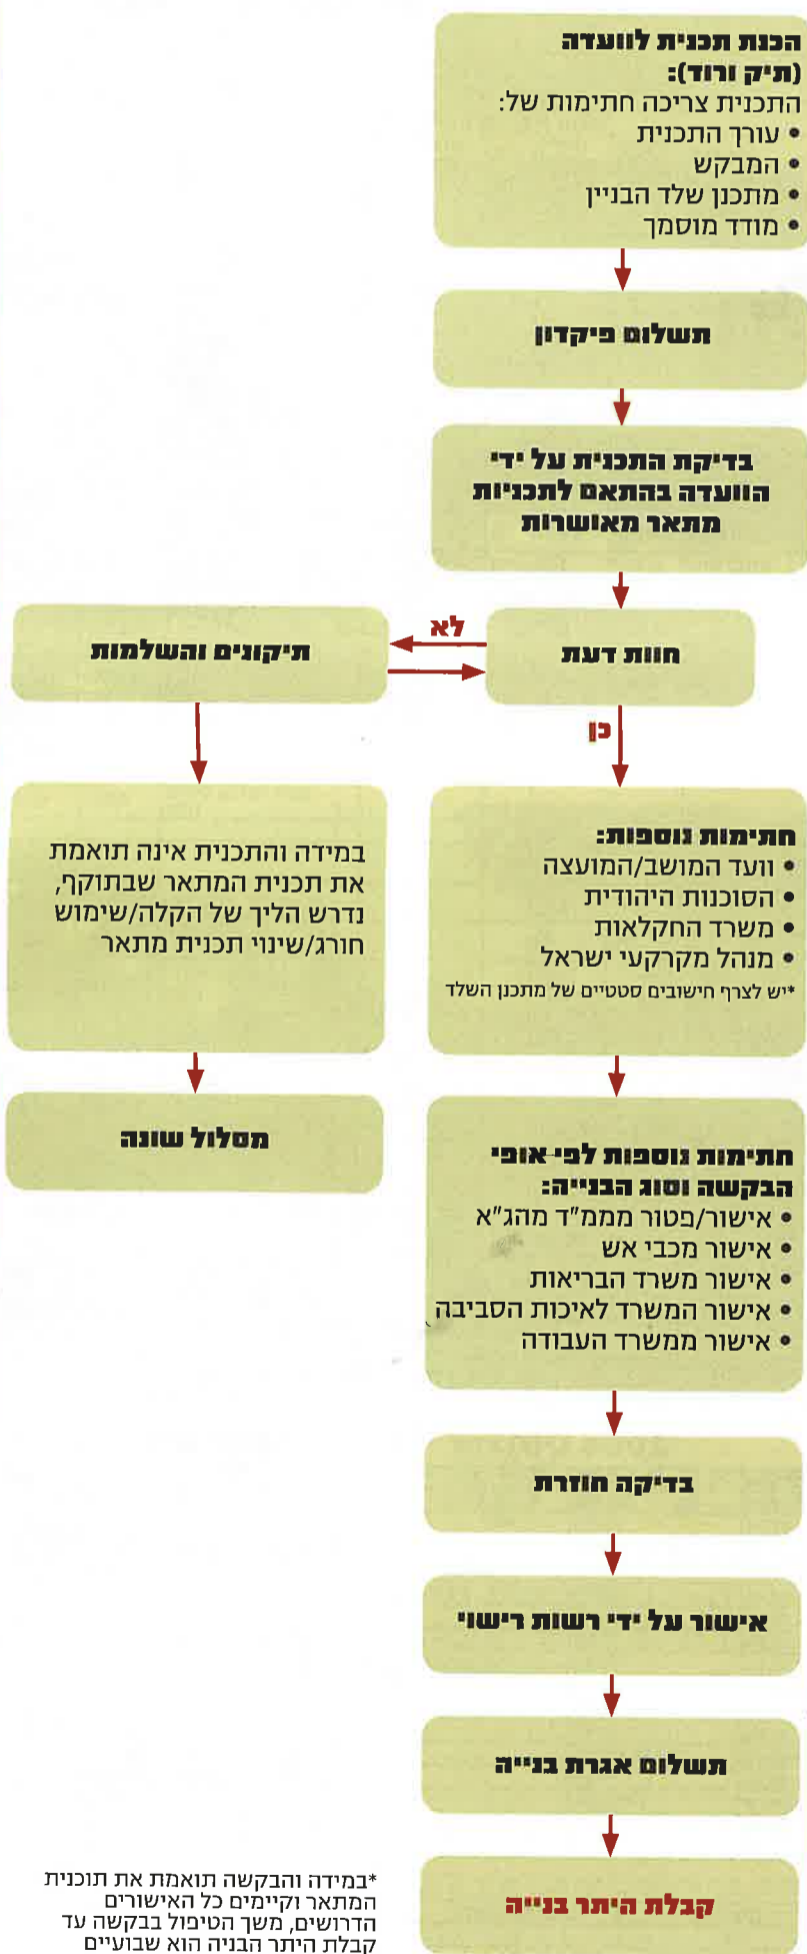 הכנת תכנית לוועדה
(תיק ורוד):
התכנית צריכה חתימות של:
• עורך התכנית
• המבקש
• מתכנן שלד הבניין
• מודד מוסמך
תשלום פיקדון
בדיקת התכנית על ידי
הוועדה בהתאם לתכניות
מתאר מאושרות
חוות דעת
לא
תיקונים והשלמות
כן
חתימות נוספות:
• וועד המושב/המועצה
• הסוכנות היהודית
• משרד החקלאות
• מנהל מקרקעי ישראל
*יש לצרף חישובים סטטיים של מתכנן השלד
במידה והתכנית אינה תואמת
את תכנית המתאר שבתוקף,
נדרש הליך של הקלה/שימוש
חורג/שינוי תכנית מתאר
מסלול שונה
חתימות נוספות לפי אופי
הבקשה וסוג הבנייה:
• אישור/פטור מממ"ד מהג"א
• אישור מכבי אש
• אישור משרד הבריאות
• אישור המשרד לאיכות הסביבה
• אישור ממשרד העבודה
בדיקה חוזרת
אישור על ידי רשות רישוי
תשלום אגרת בנייה
קבלת היתר בנייה
*במידה והבקשה תואמת את תוכנית
המתאר וקיימים כל האישורים
הדרושים, משך הטיפול בבקשה עד
קבלת היתר הבניה הוא שבועיים